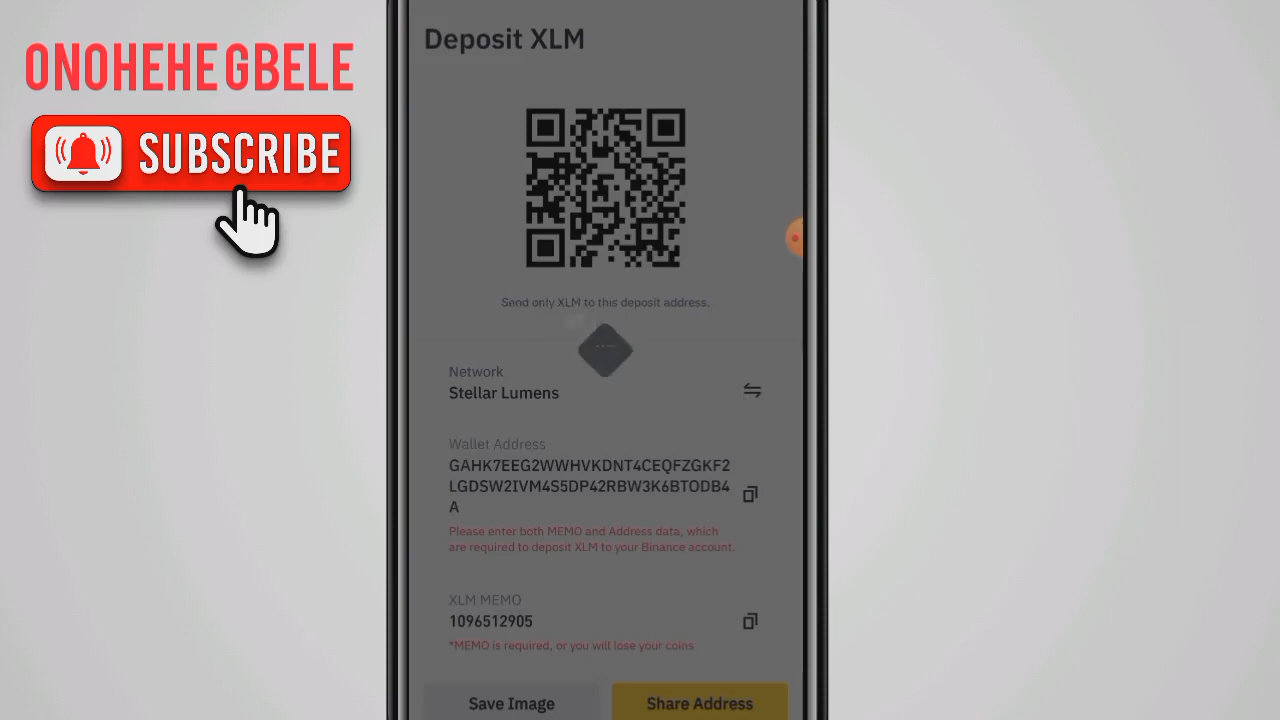 ONOHEHE GBELE
SUBSCRIBE
Deposit XLM
Send only XLM to this deposit address.
Network
Stellar Lumens
Wallet Address
GAHK7EEG2WWHVKDNT4CEQFZGKF2
LGDSW2IVM4S5DP42RBW3K6BTODB4
A
Please enter both MEMO and Address data, which
are required to deposit XLM to your Binance account.
XLM MEMO
1096512905
*MEMO is required, or you will lose your coins
Save Image
Share Address